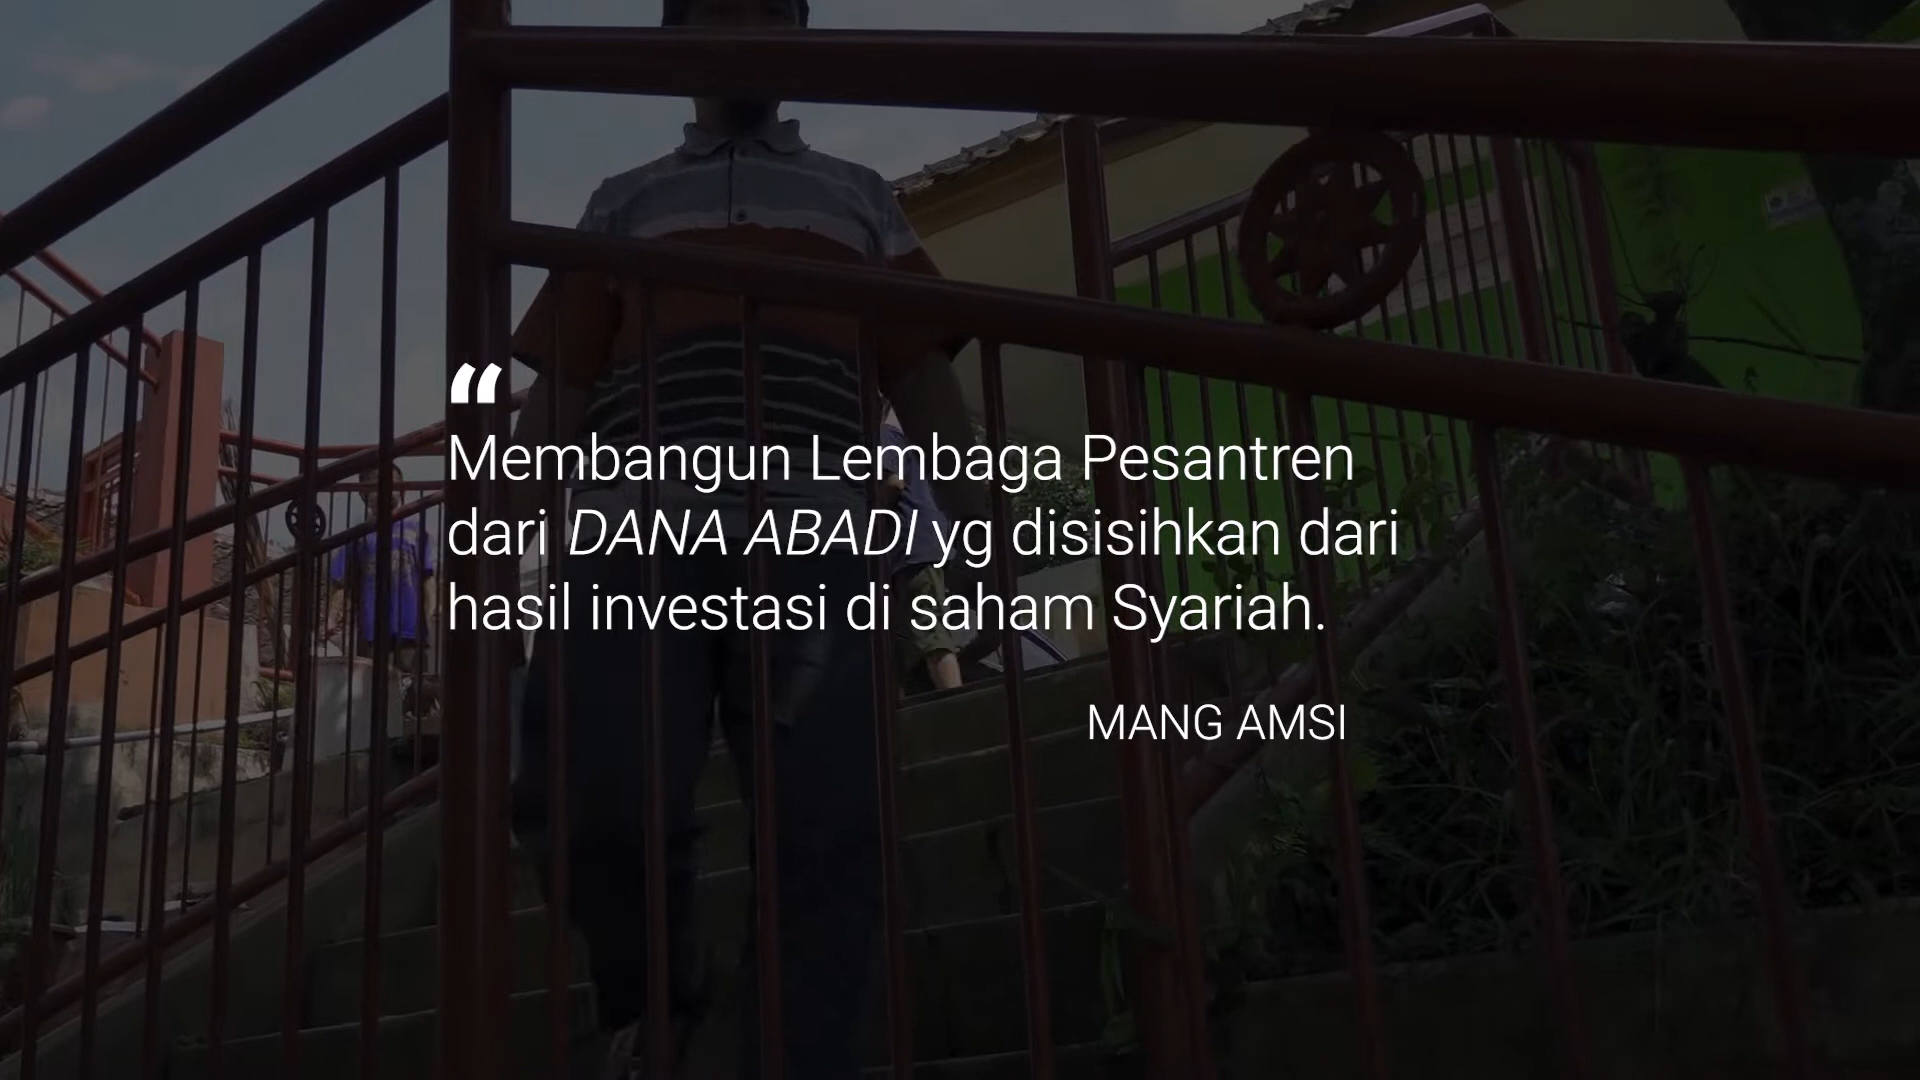 “
Membangun Lembaga Pesantren
dari DANA ABADI yg disisihkan dari
hasil investasi di saham Syariah.
MANG AMSI